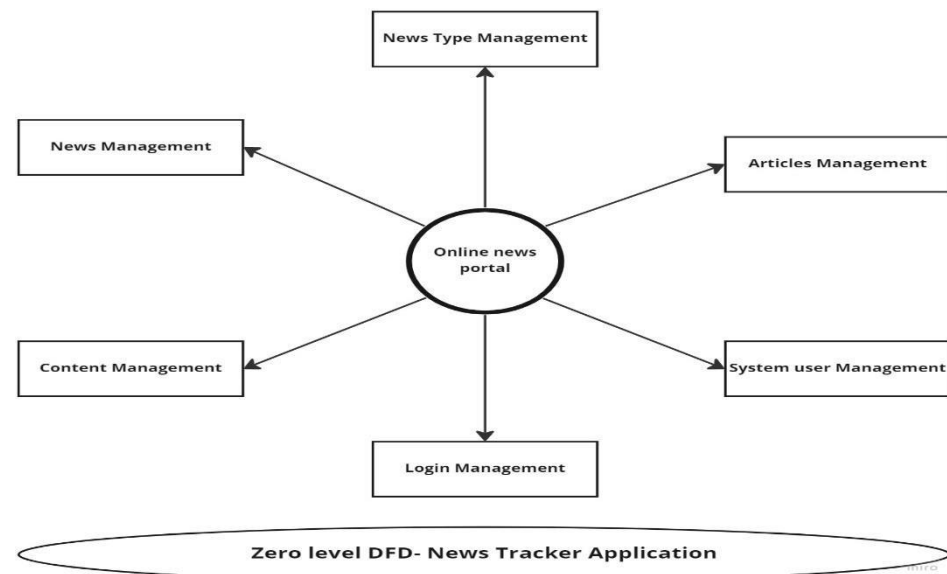 News Type Management
News Management
Articles Management
Online news
portal
Content Management
System user Management
Login Management
Zero level DFD- News Tracker Application
miro